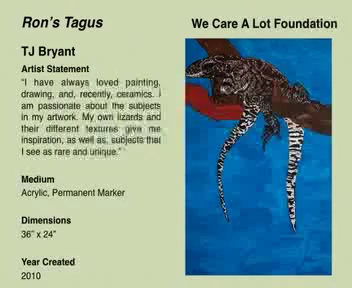 Ron's Tagus
We Care A Lot Foundation
TJ Bryant
Artist Statement
"I have always loved painting,
drawing, and, recently, ceramics. I
am passionate about the subjects
in my artwork. My own lizards and
their different textures give me
inspiration, as well as, subjects that
I see as rare and unique."
Medium
Acrylic, Permanent Marker
Dimensions
36" x 24"
Year Created
2010